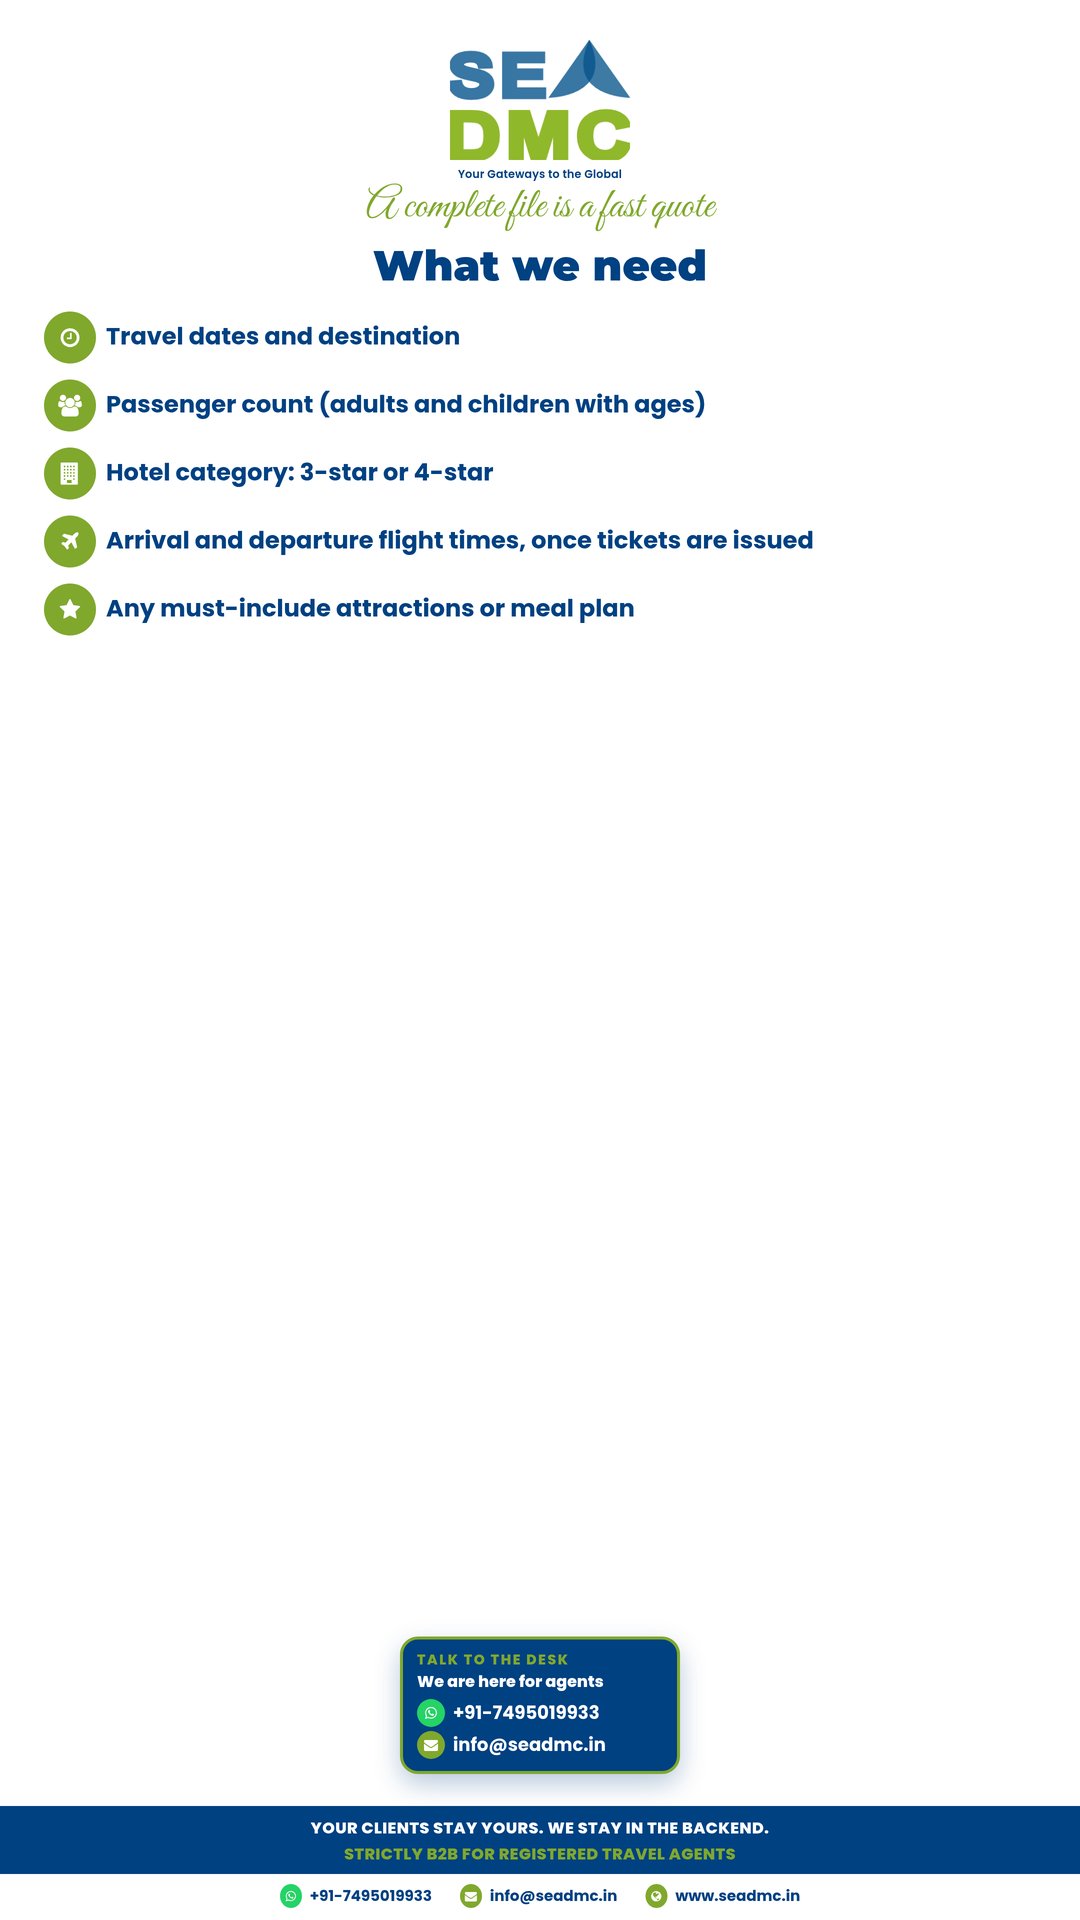 SEA
DMC
Your Gateways to the Global
A complete file is a fast quote
What we need
Travel dates and destination
Passenger count (adults and children with ages)
Hotel category: 3-star or 4-star
Arrival and departure flight times, once tickets are issued
Any must-include attractions or meal plan
TALK TO THE DESK
We are here for agents
+91-7495019933
info@seadmc.in
YOUR CLIENTS STAY YOURS. WE STAY IN THE BACKEND.
STRICTLY B2B FOR REGISTERED TRAVEL AGENTS
+91-7495019933 info@seadmc.in www.seadmc.in